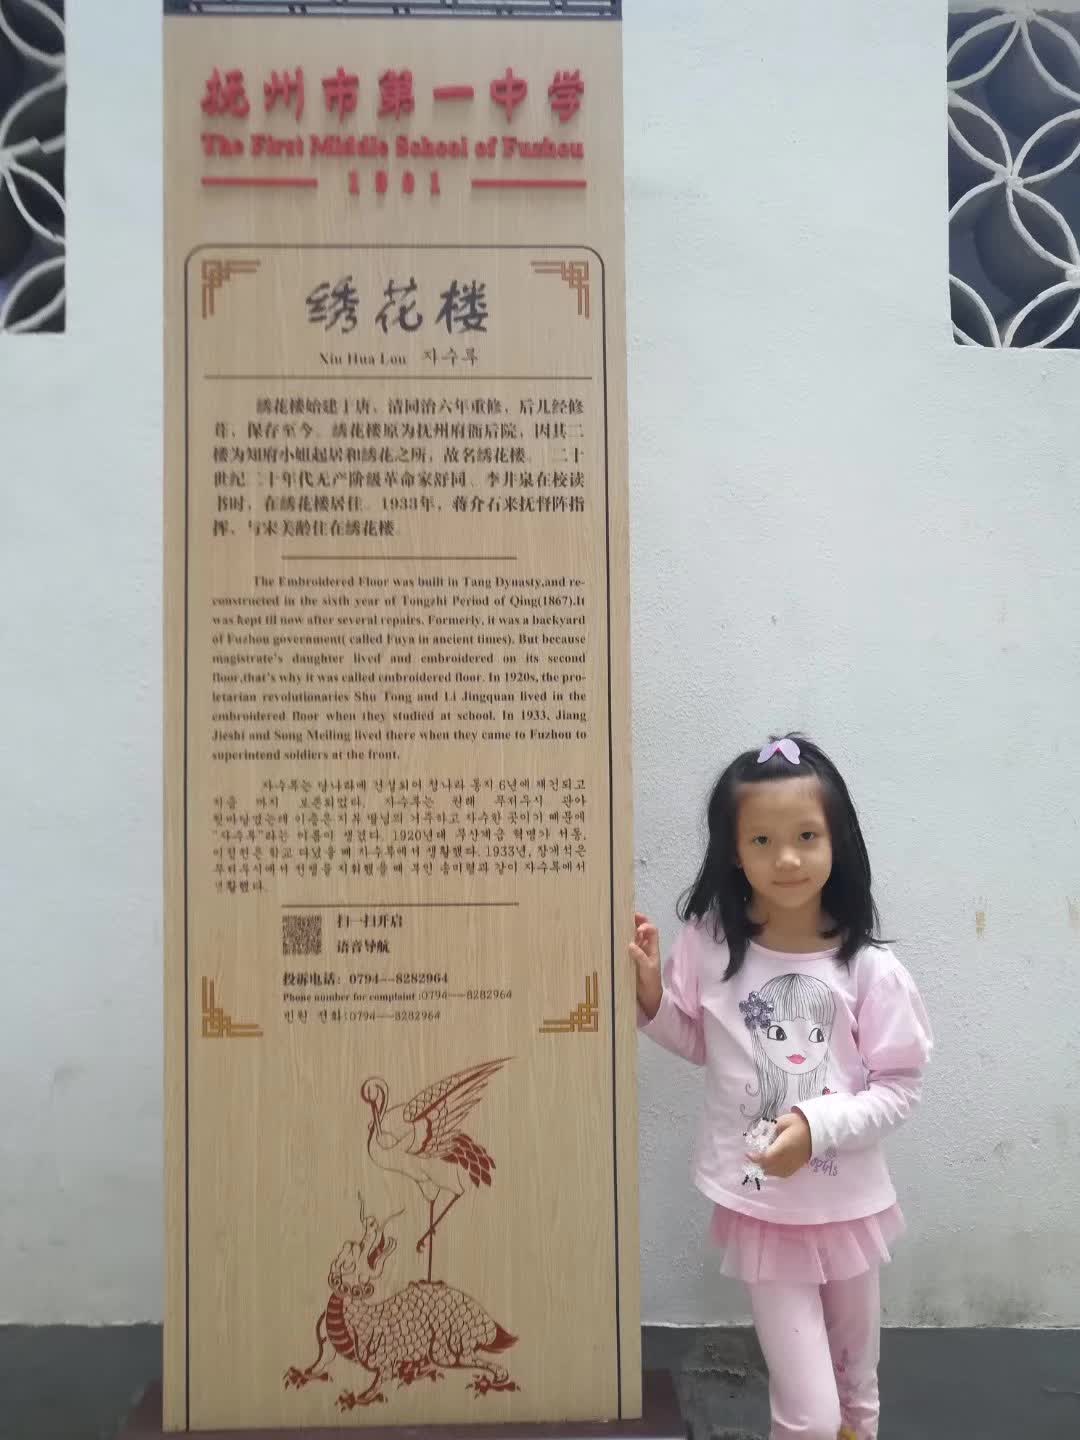 抚州市第一中学
The First Middle School of Fuzhou
1901
绣花楼
Xiu Hua Lou 자수루
绣花楼始建于唐，清同治六年重修，后几经修
葺，保存至今。绣花楼原为抚州府衙后院，因其二
楼为知府小姐起居和绣花之所，故名绣花楼。二十
世纪二十年代无产阶级革命家舒同、李井泉在校读
书时，在绣花楼居住。1933年，蒋介石来抚督阵指
挥，与宋美龄住在绣花楼。
The Embroidered Floor was built in Tang Dynasty,and re-
constructed in the sixth year of Tongzhi Period of Qing(1867).It
was kept til now after several repairs. Formerly, it was a backyard
of Fuzhou government( called Fuya in ancient times). But because
magistrate's daughter lived and embroidered on its second
floor,that's why it was called embroidered floor. In 1920s, the pro-
letarian revolutionaries Shu Tong and Li Jingquan lived in the
embroidered floor when they studied at school. In 1933, Jiang
Jieshi and Song Meiling lived there when they came to Fuzhou to
superintend soldiers at the front.
자수루는 당나라에 건설되어 청나라 동치 6년에 재건되고
지금 까지 보존되었다. 자수루는 원래 푸저우시 관아
뒷마당었는데 이층은 지부 딸님의 거주하고 자수한 곳이기 때문에
"자수루"라는 이름이 생겼다. 1920년대 무산계급 혁명가 서동,
이정천은 학교 다녔을 때 자수루에서 생활했다. 1933년, 장개석은
푸저우시에서 전쟁을 지휘했을 때 부인 송미령과 같이 자수루에서
생활했다.
扫一扫开启
语音导航
投诉电话：0794—8282964
Phone number for complaint :0794—8282964
민원 전화:0794—8282964